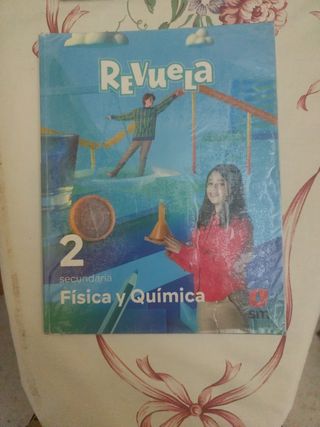 REVUELA
2
secundaria
Física y Química
sm